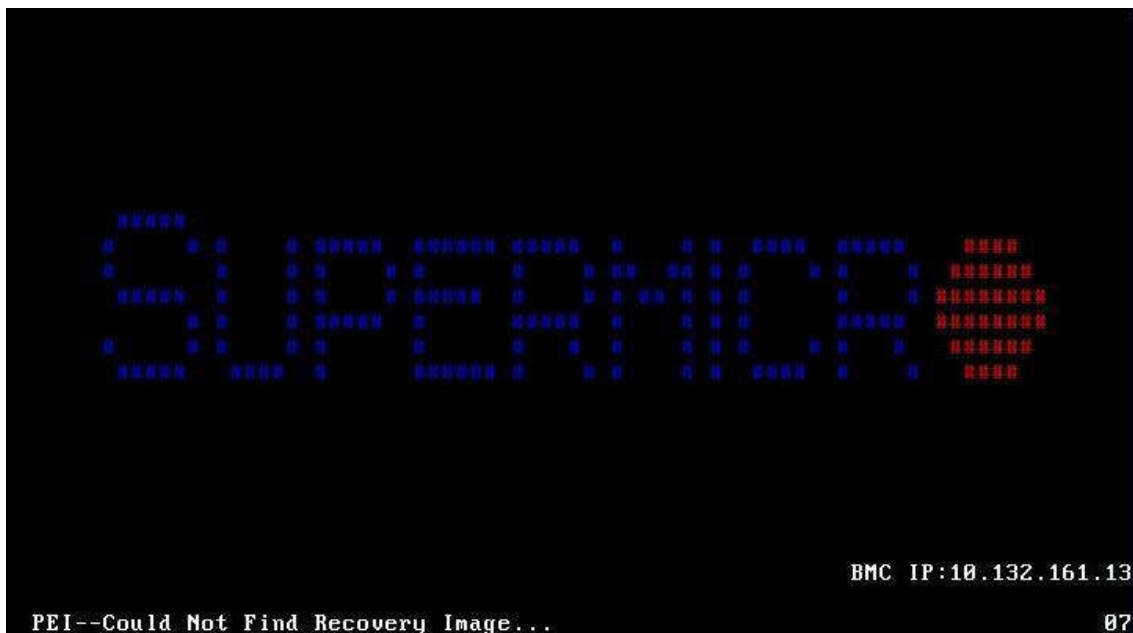 SUPERMICR
BMC IP:10.132.161.13
PEI--Could Not Find Recovery Image...
07